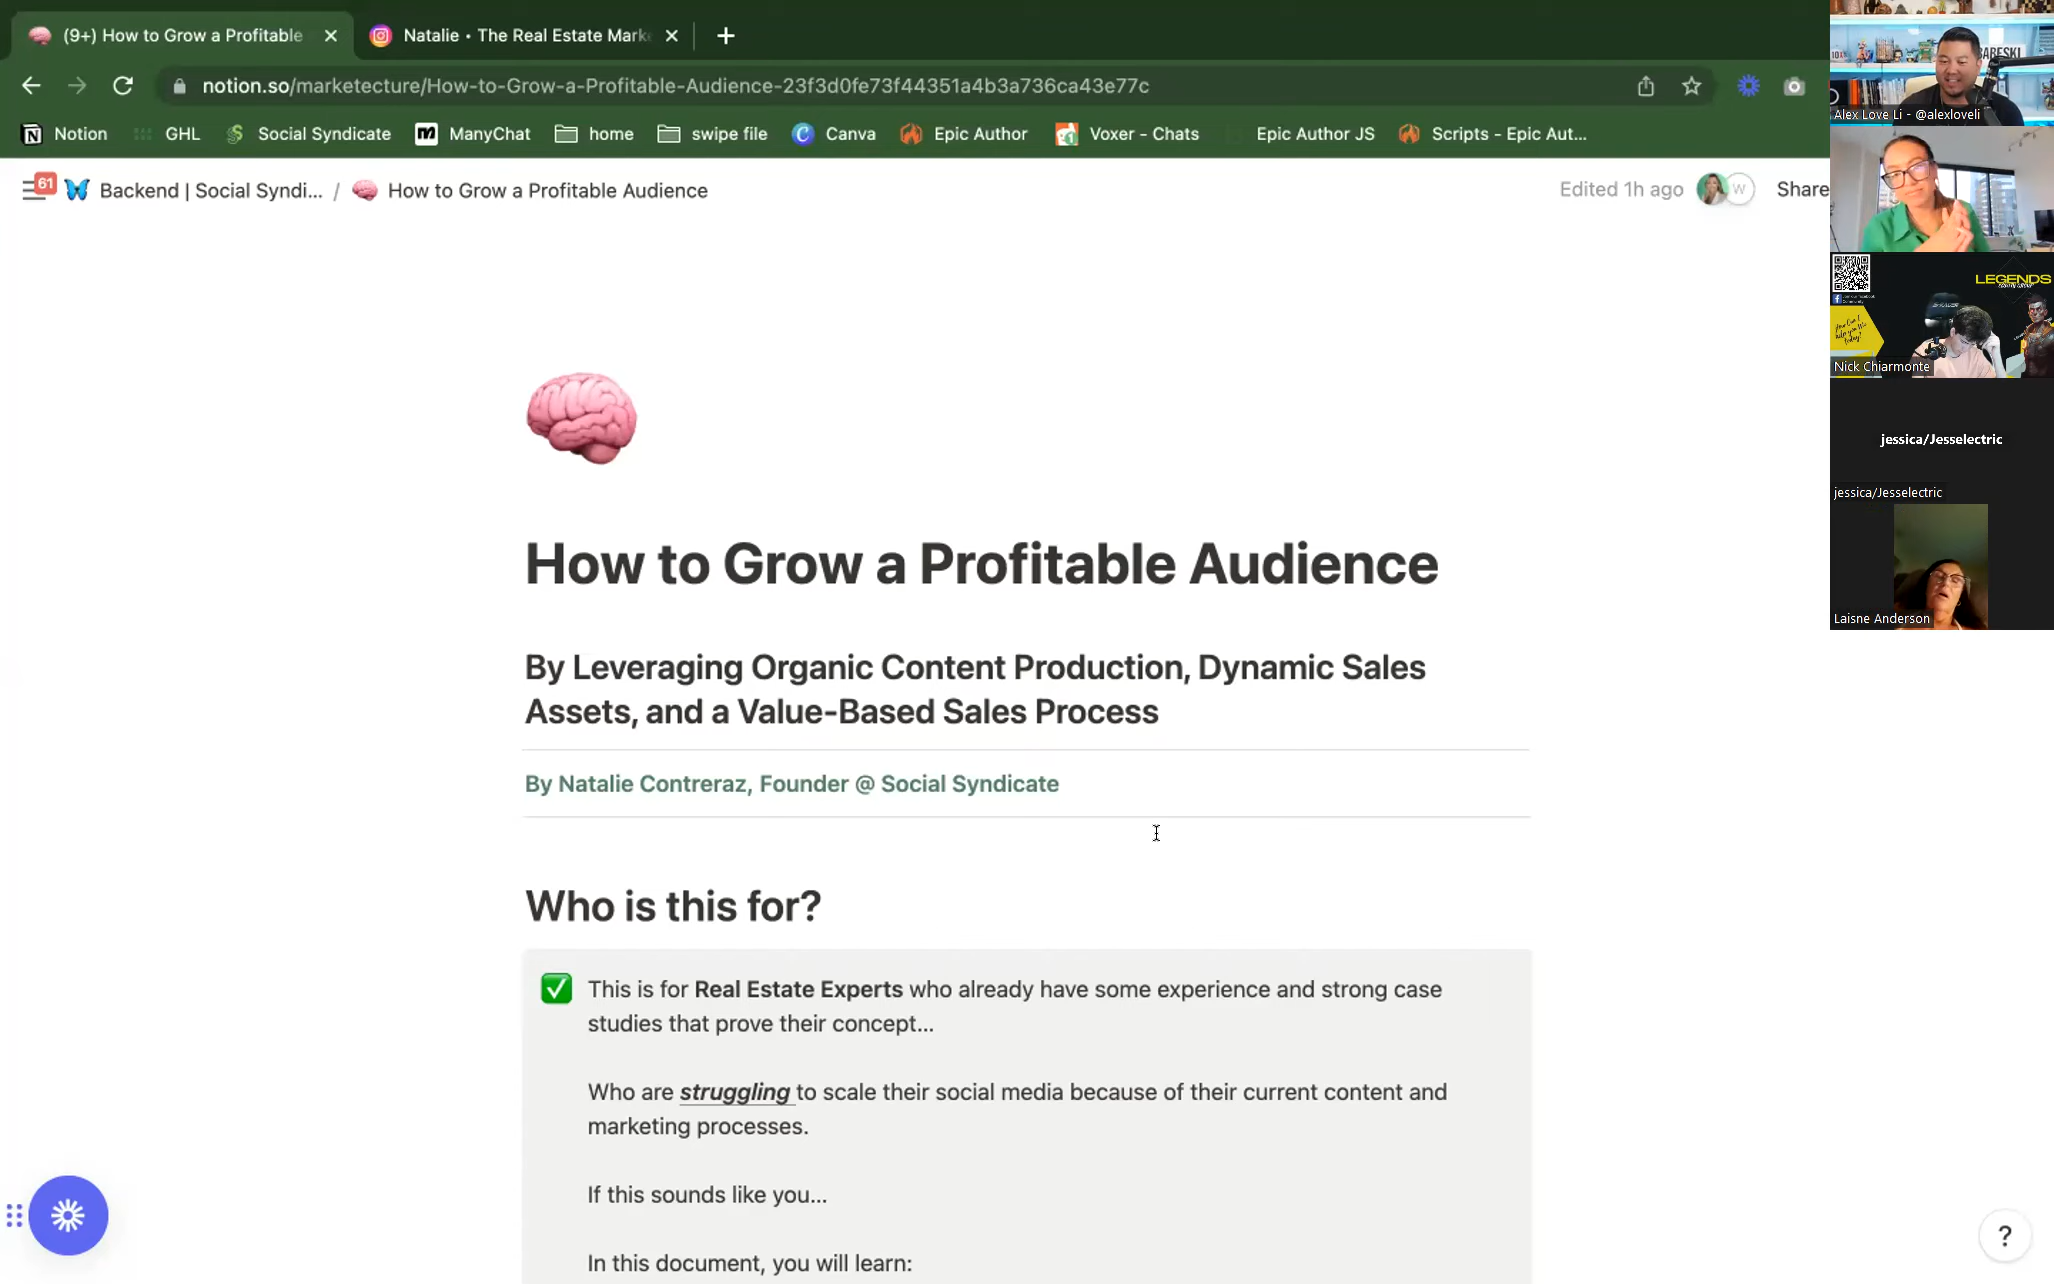 (9+) How to Grow a Profitable
Natalie • The Real Estate Mark
notion.so/marketecture/How-to-Grow-a-Profitable-Audience-23f3d0fe73f44351a4b3a736ca43e77c
Notion GHL Social Syndicate ManyChat home swipe file Canva Epic Author Voxer - Chats Epic Author JS Scripts - Epic Aut...
61 Backend | Social Syndi... / How to Grow a Profitable Audience
Edited 1h ago W Share
How to Grow a Profitable Audience
By Leveraging Organic Content Production, Dynamic Sales
Assets, and a Value-Based Sales Process
By Natalie Contreraz, Founder @ Social Syndicate
Who is this for?
This is for Real Estate Experts who already have some experience and strong case
studies that prove their concept...
Who are struggling to scale their social media because of their current content and
marketing processes.
If this sounds like you...
In this document, you will learn:
?
Alex Love Li - @alexloveli
LEGENDS
Nick Chiarmonte
jessica/Jesselectric
jessica/Jesselectric
Laisne Anderson